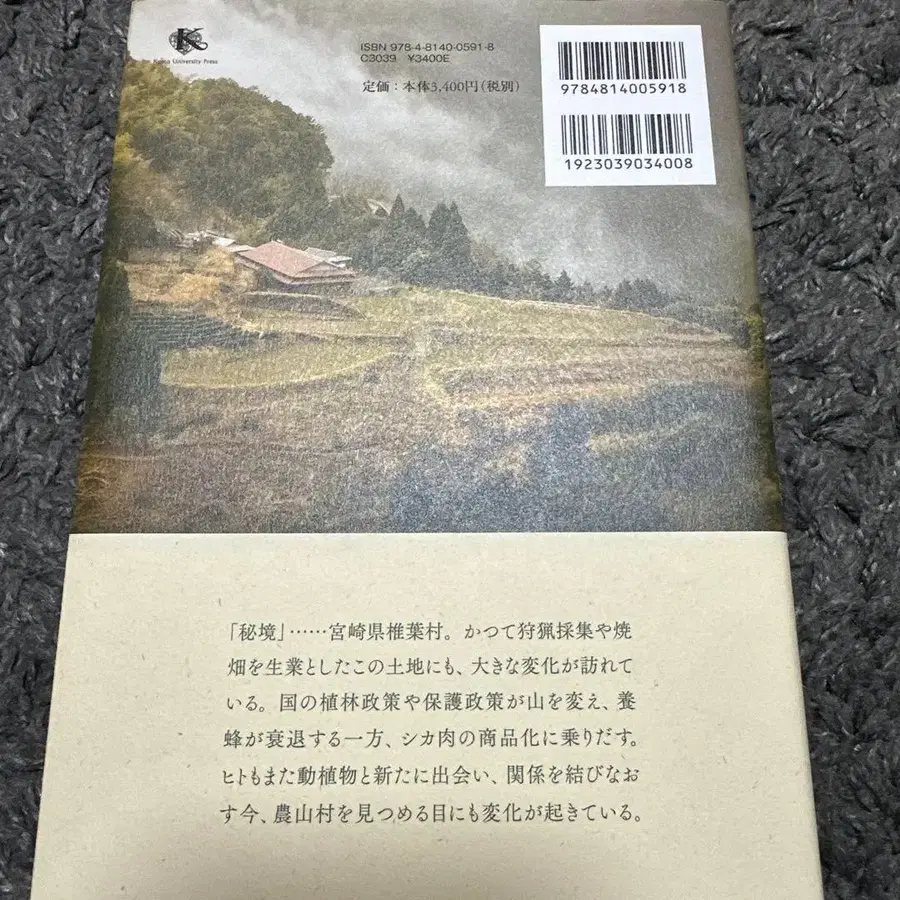 K
Kyoto University Press
ISBN 978-4-8140-0591-8
C3039 ¥3400E
定価：本体3,400円（税別）
9784814005918
1923039034008
「秘境」……宮崎県椎葉村。かつて狩猟採集や焼
畑を生業としたこの土地にも、大きな変化が訪れて
いる。国の植林政策や保護政策が山を変え、養
蜂が衰退する一方、シカ肉の商品化に乗りだす。
ヒトもまた動植物と新たに出会い、関係を結びなお
す今、農山村を見つめる目にも変化が起きている。